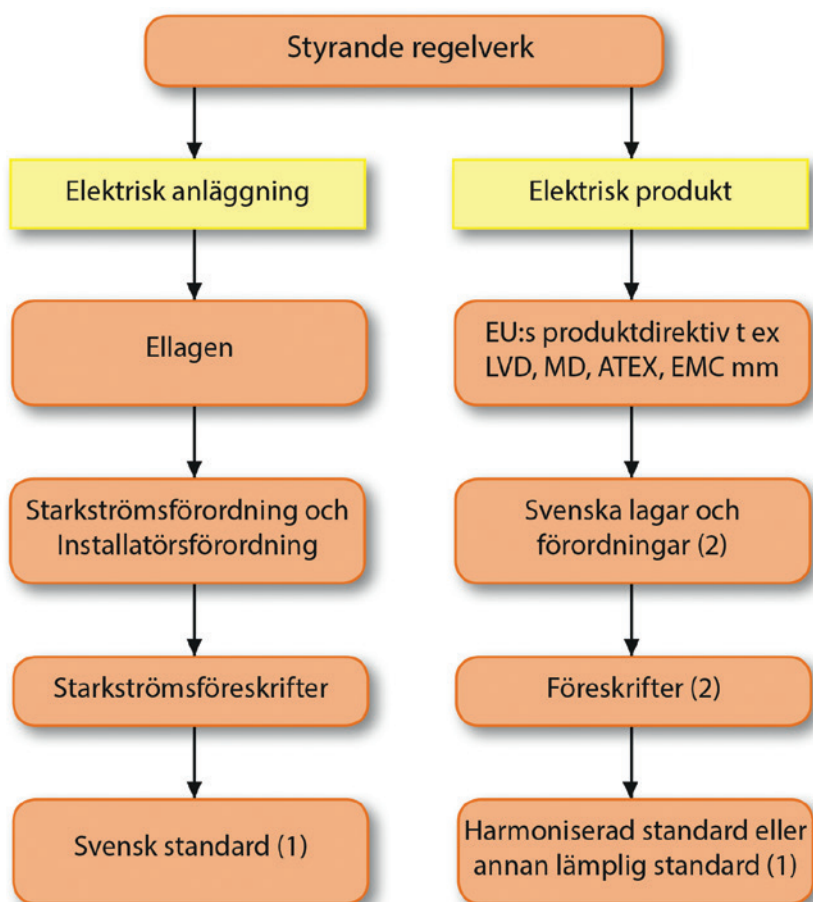 Styrande regelverk
Elektrisk anläggning
Elektrisk produkt
Ellagen
EU:s produktdirektiv t ex
LVD, MD, ATEX, EMC mm
Starkströmsförordning och
Installatörsförordning
Svenska lagar och
förordningar (2)
Starkströmsföreskrifter
Föreskrifter (2)
Svensk standard (1)
Harmoniserad standard eller
annan lämplig standard (1)